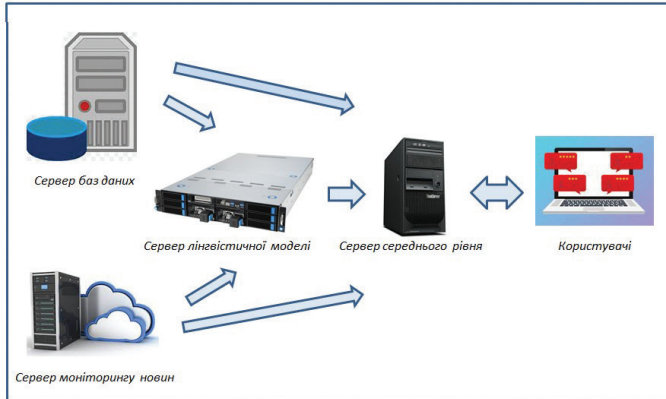 Сервер баз даних
Сервер лінгвістичної моделі
Сервер середнього рівня
Користувачі
Сервер моніторингу новин